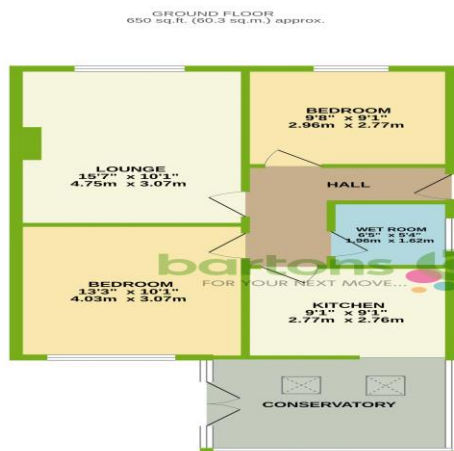 GROUND FLOOR
650 sq.ft. (60.3 sq.m.) approx.
BEDROOM
9'8" x 9'1"
2.96m x 2.77m
LOUNGE
15'7" x 10'1"
4.75m x 3.07m
HALL
WET ROOM
6'5" x 5'4"
1.96m x 1.62m
bartons
FOR YOUR NEXT MOVE...
BEDROOM
13'3" x 10'1"
4.03m x 3.07m
KITCHEN
9'1" x 9'1"
2.77m x 2.76m
CONSERVATORY